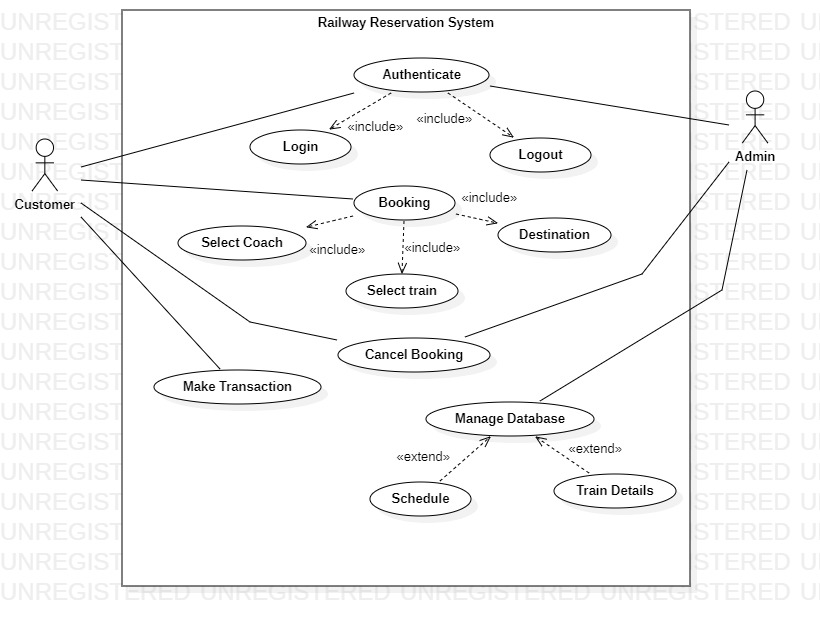 Railway Reservation System
Authenticate
«include»
«include»
Login
Logout
Admin
Customer
Booking
«include»
Select Coach
«include»
«include»
Destination
Select train
Cancel Booking
Make Transaction
Manage Database
«extend»
«extend»
Schedule
Train Details
UNREGISTERED UNREGISTERED UNREGISTERED UNREGISTERED U